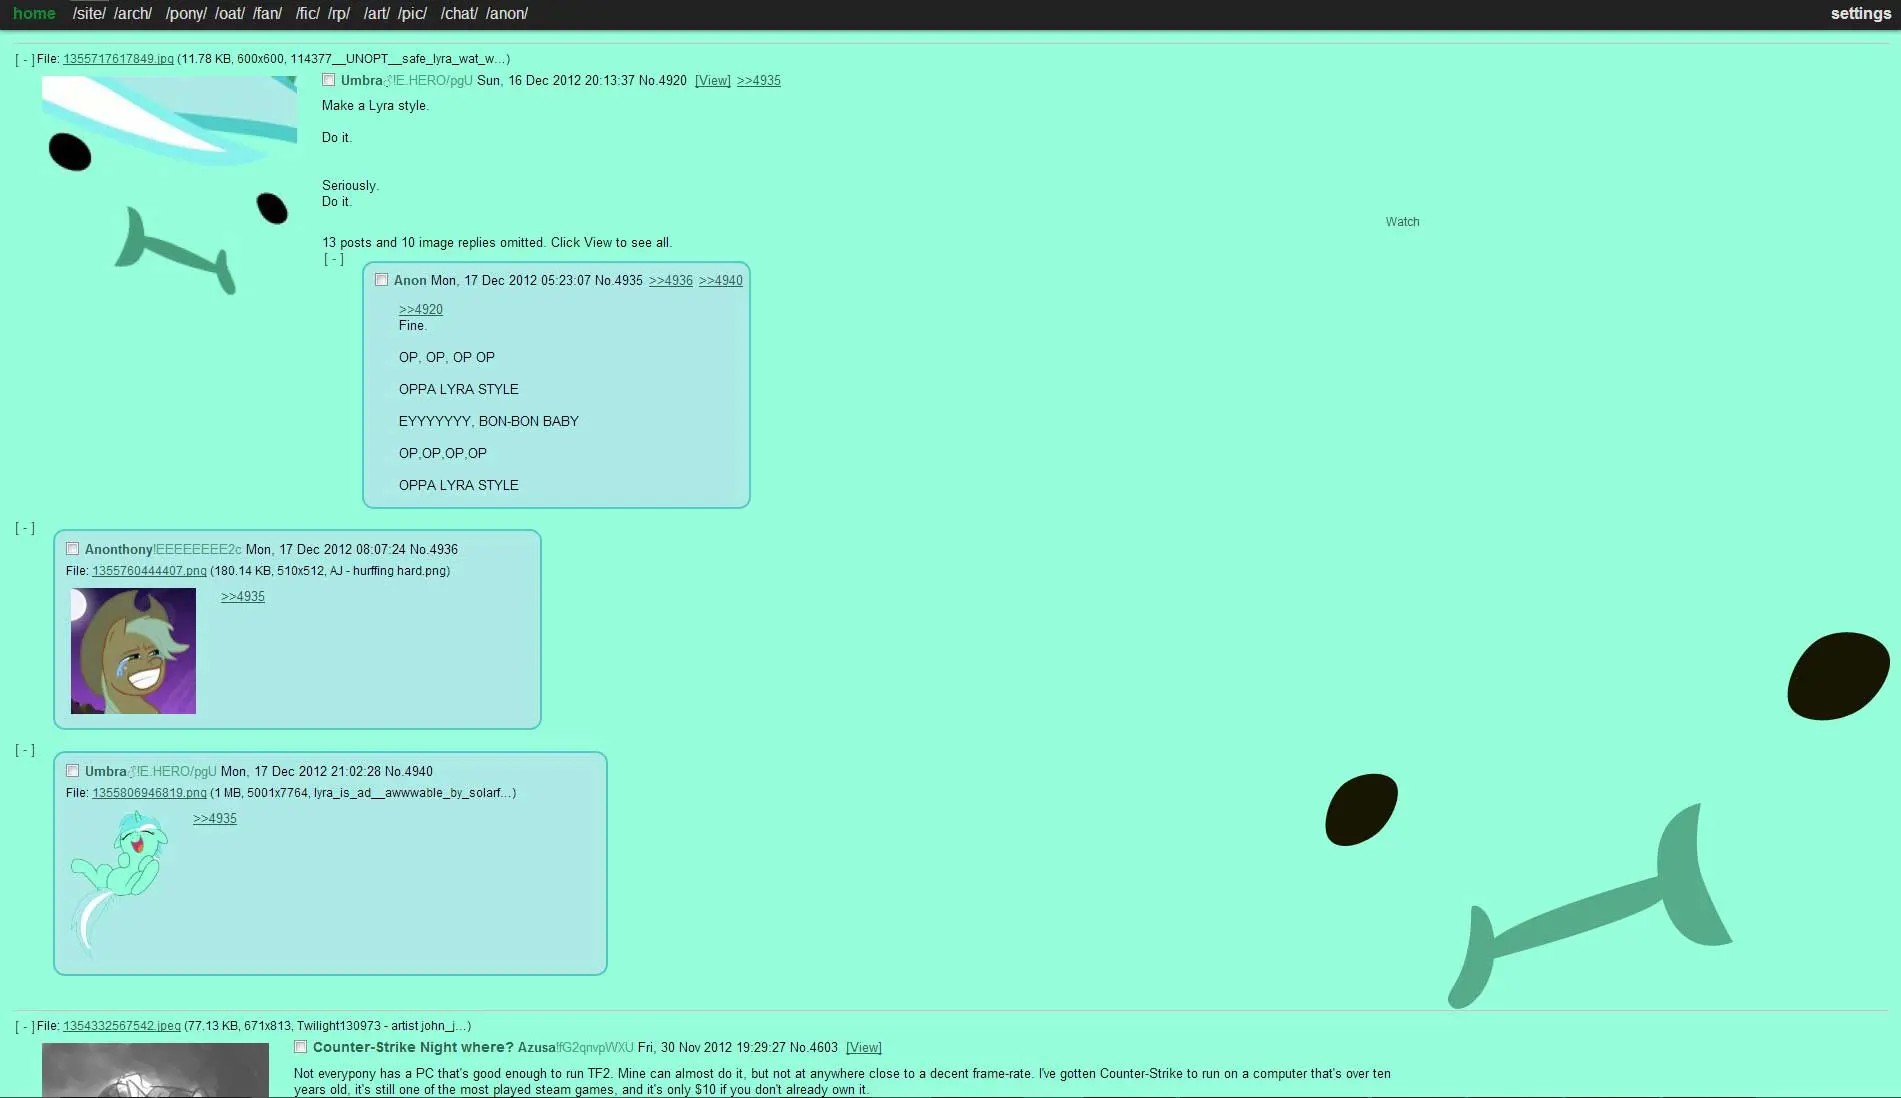 home /site/ /arch/ /pony/ /oat/ /fan/ /fic/ /rp/ /art/ /pic/ /chat/ /anon/ settings
[ - ] File: 1355717617849.jpg (11.78 KB, 600x600, 114377__UNOPT__safe_lyra_wat_w...)
Umbra!E.HERO/pgU Sun, 16 Dec 2012 20:13:37 No.4920 [View] >>4935
Make a Lyra style.
Do it.
Seriously.
Do it.
Watch
13 posts and 10 image replies omitted. Click View to see all.
[ - ]
Anon Mon, 17 Dec 2012 05:23:07 No.4935 >>4936 >>4940
>>4920
Fine.
OP, OP, OP OP
OPPA LYRA STYLE
EYYYYYYY, BON-BON BABY
OP,OP,OP,OP
OPPA LYRA STYLE
[ - ]
Anonthony!EEEEEEEE2c Mon, 17 Dec 2012 08:07:24 No.4936
File: 1355760444407.png (180.14 KB, 510x512, AJ - hurffing hard.png)
>>4935
[ - ]
Umbra!E.HERO/pgU Mon, 17 Dec 2012 21:02:28 No.4940
File: 1355806946819.png (1 MB, 5001x7764, lyra_is_ad__awwwable_by_solarf...)
>>4935
[ - ] File: 1354332567542.jpeg (77.13 KB, 671x813, Twilight130973 - artist john_j...)
Counter-Strike Night where? Azusa!fG2qnvpWXU Fri, 30 Nov 2012 19:29:27 No.4603 [View]
Not everypony has a PC that's good enough to run TF2. Mine can almost do it, but not at anywhere close to a decent frame-rate. I've gotten Counter-Strike to run on a computer that's over ten
years old, it's still one of the most played steam games, and it's only $10 if you don't already own it.